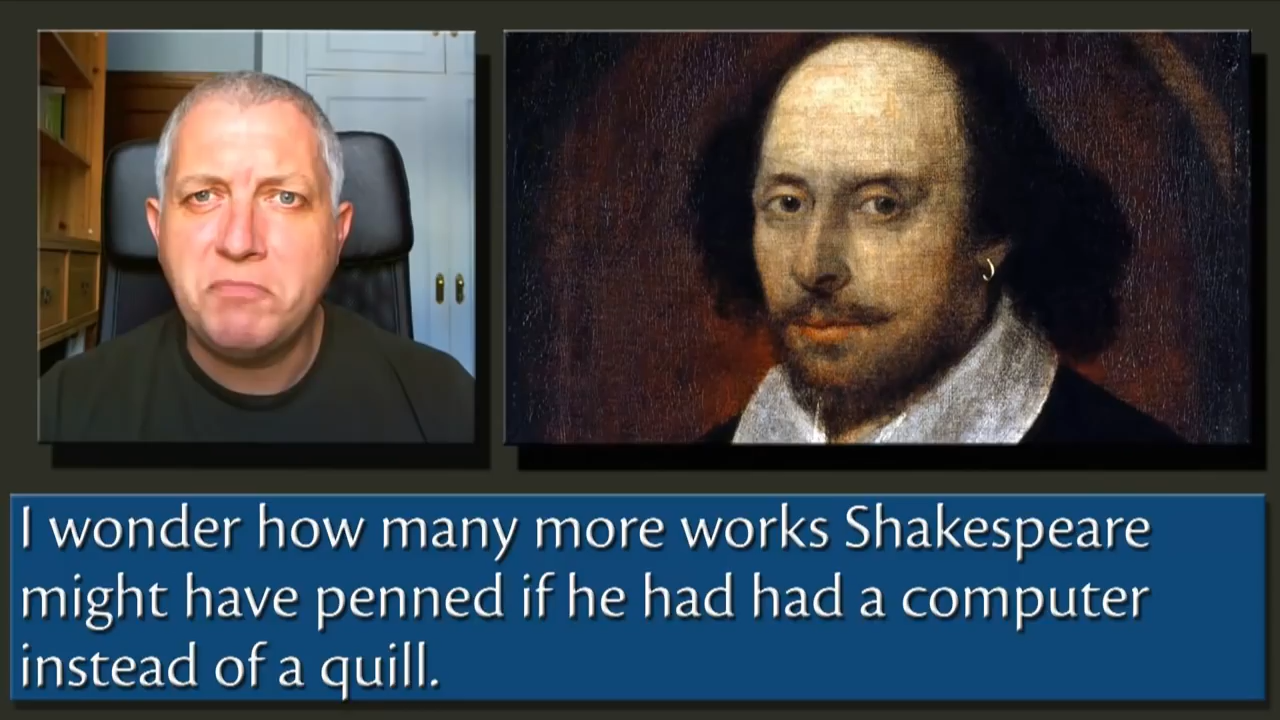 I wonder how many more works Shakespeare
might have penned if he had had a computer
instead of a quill.